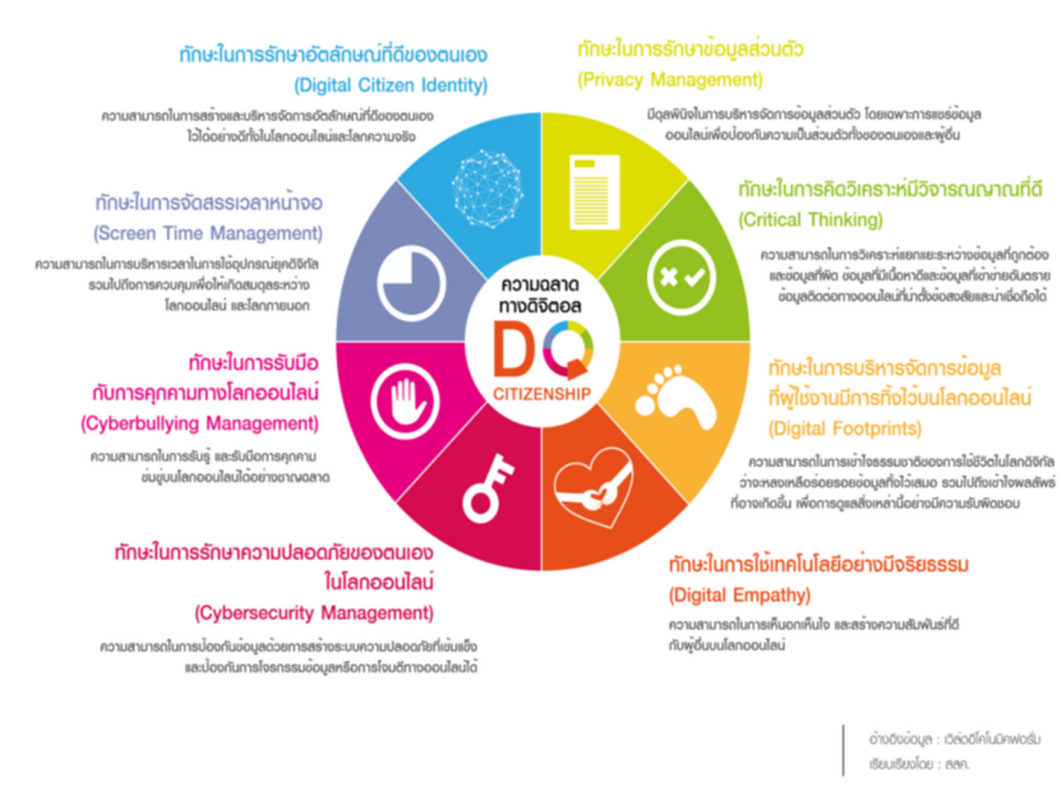 ทักษะในการรักษาอัตลักษณ์ที่ดีของตนเอง
(Digital Citizen Identity)
ความสามารถในการสร้างและบริหารจัดการอัตลักษณ์ที่ดีของตนเอง
ไว้ได้อย่างดีทั้งในโลกออนไลน์และโลกความจริง
ทักษะในการรักษาข้อมูลส่วนตัว
(Privacy Management)
มีดุลพินิจในการบริหารจัดการข้อมูลส่วนตัว โดยเฉพาะการแชร์ข้อมูล
ออนไลน์เพื่อป้องกันความเป็นส่วนตัวทั้งของตนเองและผู้อื่น
ทักษะในการคิดวิเคราะห์มีวิจารณญาณที่ดี
(Critical Thinking)
ความสามารถในการวิเคราะห์แยกแยะระหว่างข้อมูลที่ถูกต้อง
และข้อมูลที่ผิด ข้อมูลที่มีเนื้อหาดีและข้อมูลที่เข้าข่ายอันตราย
ข้อมูลติดต่อทางออนไลน์ที่น่าตั้งข้อสงสัยและน่าเชื่อถือได้
ทักษะในการจัดสรรเวลาหน้าจอ
(Screen Time Management)
ความสามารถในการบริหารเวลาในการใช้อุปกรณ์ยุคดิจิทัล
รวมไปถึงการควบคุมเพื่อให้เกิดสมดุลระหว่าง
โลกออนไลน์ และโลกภายนอก
ความฉลาด
ทางดิจิตอล
DQ
CITIZENSHIP
ทักษะในการรับมือ
กับการคุกคามทางโลกออนไลน์
(Cyberbullying Management)
ความสามารถในการรับรู้ และรับมือการคุกคาม
ข่มขู่บนโลกออนไลน์ได้อย่างชาญฉลาด
ทักษะในการบริหารจัดการข้อมูล
ที่ผู้ใช้งานมีการทิ้งไว้บนโลกออนไลน์
(Digital Footprints)
ความสามารถในการเข้าใจธรรมชาติของการใช้ชีวิตในโลกดิจิทัล
ว่าจะหลงเหลือร่อยรอยข้อมูลทิ้งไว้เสมอ รวมไปถึงเข้าใจผลลัพธ์
ที่อาจเกิดขึ้น เพื่อการดูแลสิ่งเหล่านี้อย่างมีความรับผิดชอบ
ทักษะในการรักษาความปลอดภัยของตนเอง
ในโลกออนไลน์
(Cybersecurity Management)
ความสามารถในการป้องกันข้อมูลด้วยการสร้างระบบความปลอดภัยที่เข้มแข็ง
และป้องกันการโจรกรรมข้อมูลหรือการโจมตีทางออนไลน์ได้
ทักษะในการใช้เทคโนโลยีอย่างมีจริยธรรม
(Digital Empathy)
ความสามารถในการเห็นอกเห็นใจ และสร้างความสัมพันธ์ที่ดี
กับผู้อื่นบนโลกออนไลน์
อ้างอิงข้อมูล : เวิล์ดอีโคโนมิคฟอรั่ม
เรียบเรียงโดย : สสค.